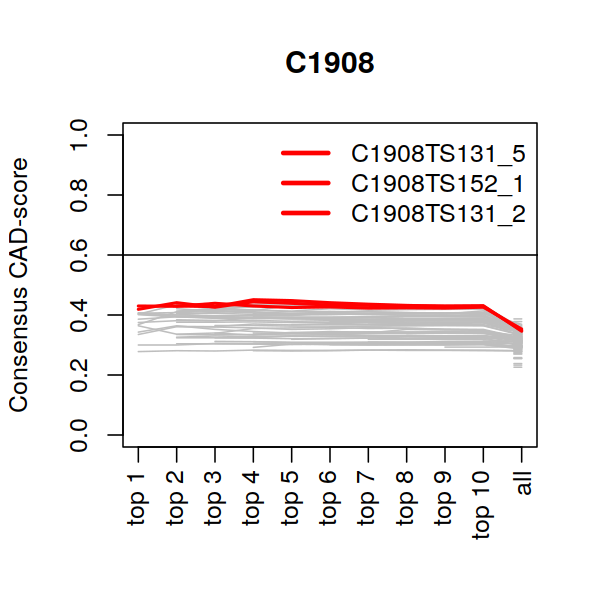 C1908
C1908TS131_5
C1908TS152_1
C1908TS131_2
Consensus CAD-score
1.0
0.8
0.6
0.4
0.2
0.0
top 1
top 2
top 3
top 4
top 5
top 6
top 7
top 8
top 9
top 10
all